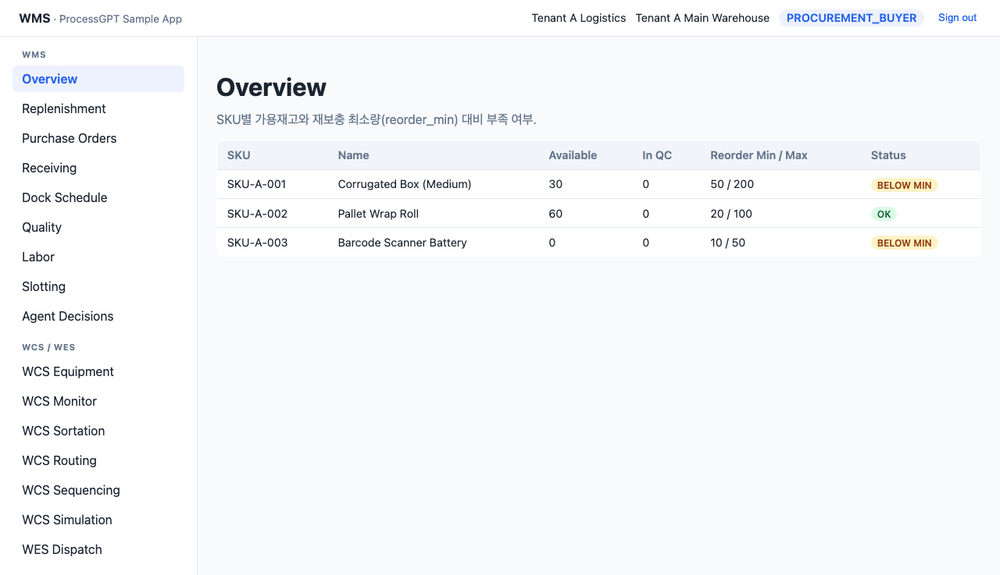 WMS · ProcessGPT Sample App
Tenant A Logistics Tenant A Main Warehouse PROCUREMENT_BUYER Sign out
WMS
Overview
Replenishment
Purchase Orders
Receiving
Dock Schedule
Quality
Labor
Slotting
Agent Decisions
WCS / WES
WCS Equipment
WCS Monitor
WCS Sortation
WCS Routing
WCS Sequencing
WCS Simulation
WES Dispatch
Overview
SKU별 가용재고와 재보충 최소량(reorder_min) 대비 부족 여부.
SKU Name Available In QC Reorder Min / Max Status
SKU-A-001 Corrugated Box (Medium) 30 0 50 / 200 BELOW MIN
SKU-A-002 Pallet Wrap Roll 60 0 20 / 100 OK
SKU-A-003 Barcode Scanner Battery 0 0 10 / 50 BELOW MIN